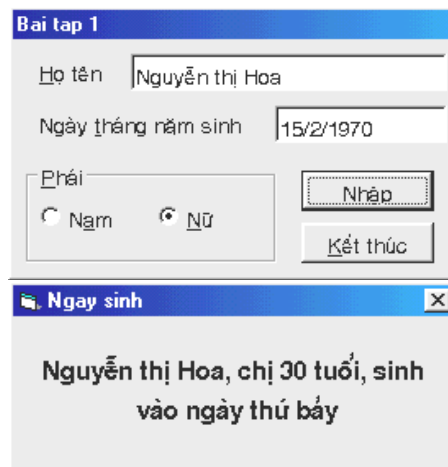 Bai tap 1
Họ tên Nguyễn thị Hoa
Ngày tháng năm sinh 15/2/1970
Phái
Nam Nữ
Nhập
Kết thúc
Ngay sinh
Nguyễn thị Hoa, chị 30 tuổi, sinh
vào ngày thứ bảy